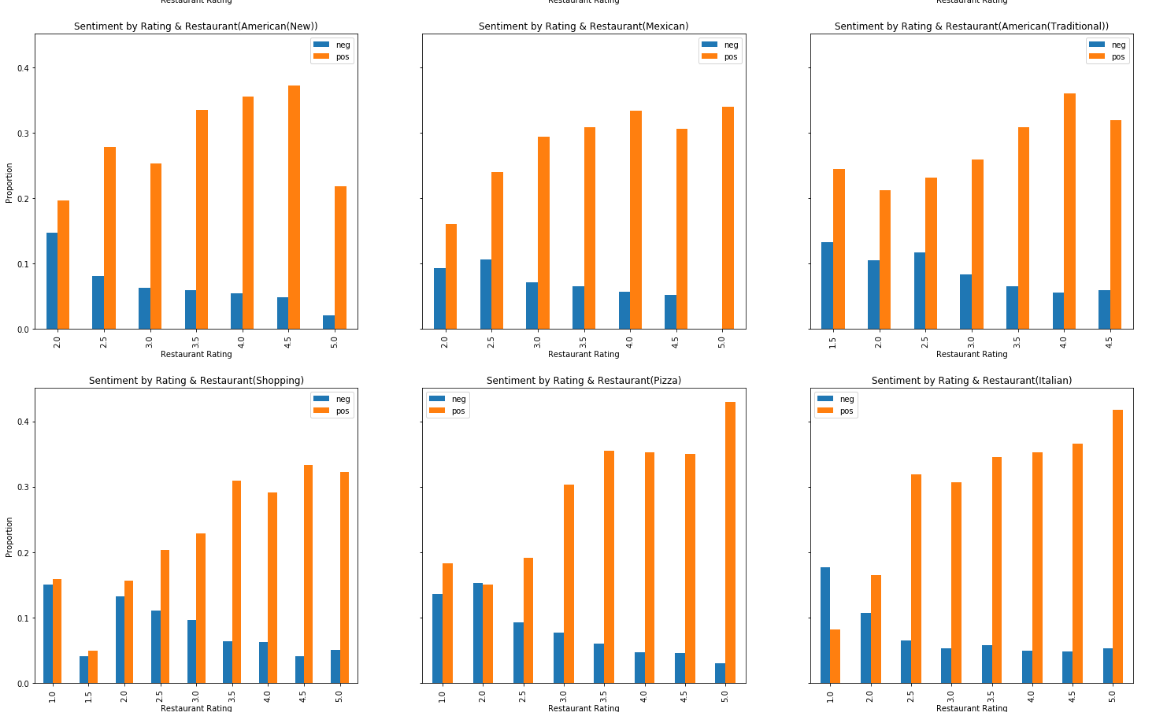 Restaurant Rating
Restaurant Rating
Restaurant Rating
Sentiment by Rating & Restaurant(American(New))
neg
pos
Proportion
0.4
0.3
0.2
0.1
0.0
2.0 2.5 3.0 3.5 4.0 4.5 5.0
Restaurant Rating
Sentiment by Rating & Restaurant(Mexican)
neg
pos
2.0 2.5 3.0 3.5 4.0 4.5 5.0
Restaurant Rating
Sentiment by Rating & Restaurant(American(Traditional))
neg
pos
1.5 2.0 2.5 3.0 3.5 4.0 4.5
Restaurant Rating
Sentiment by Rating & Restaurant(Shopping)
neg
pos
Proportion
0.4
0.3
0.2
0.1
0.0
1.0 1.5 2.0 2.5 3.0 3.5 4.0 4.5 5.0
Restaurant Rating
Sentiment by Rating & Restaurant(Pizza)
neg
pos
1.0 2.0 2.5 3.0 3.5 4.0 4.5 5.0
Restaurant Rating
Sentiment by Rating & Restaurant(Italian)
neg
pos
1.0 2.0 2.5 3.0 3.5 4.0 4.5 5.0
Restaurant Rating